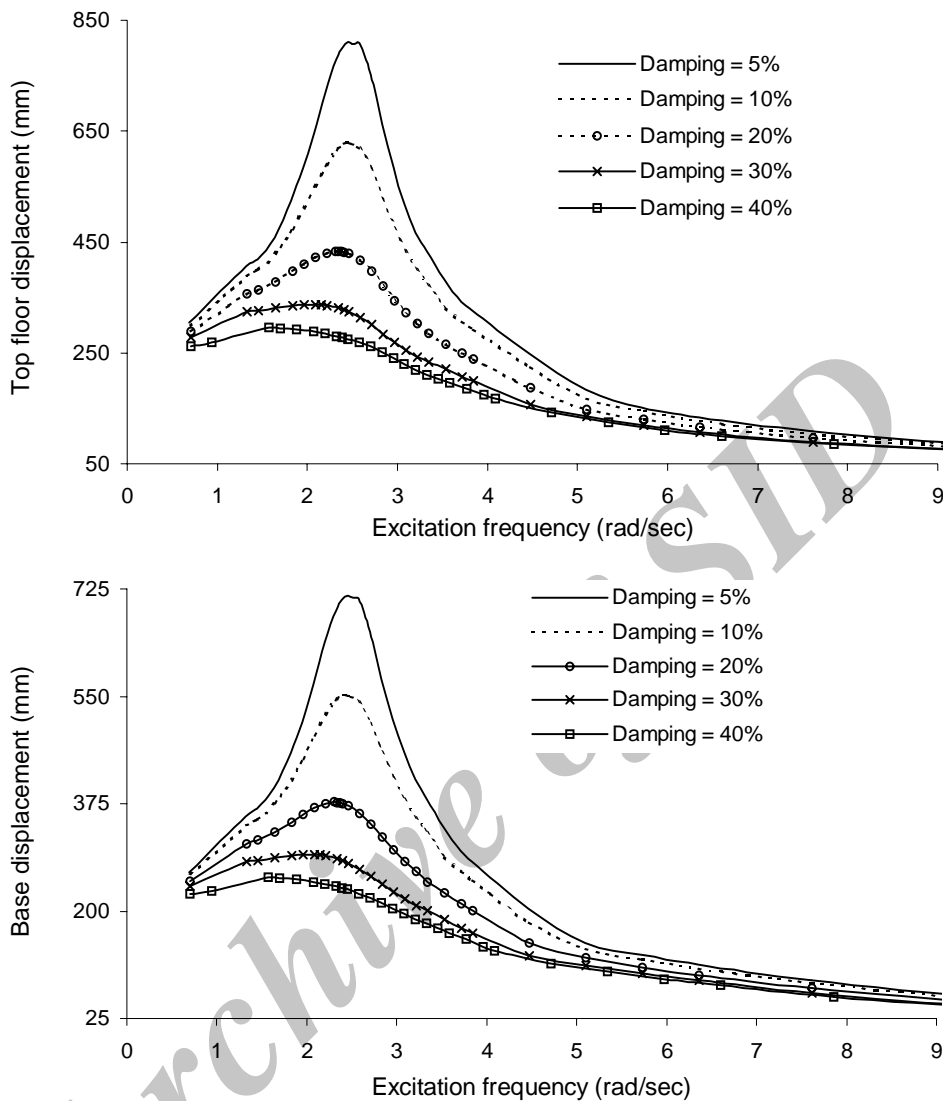 850
650
450
250
50
Top floor displacement (mm)
Damping = 5%
Damping = 10%
Damping = 20%
Damping = 30%
Damping = 40%
0 1 2 3 4 5 6 7 8 9
Excitation frequency (rad/sec)
725
550
375
200
25
Base displacement (mm)
Damping = 5%
Damping = 10%
Damping = 20%
Damping = 30%
Damping = 40%
0 1 2 3 4 5 6 7 8 9
Excitation frequency (rad/sec)
Archive of SID